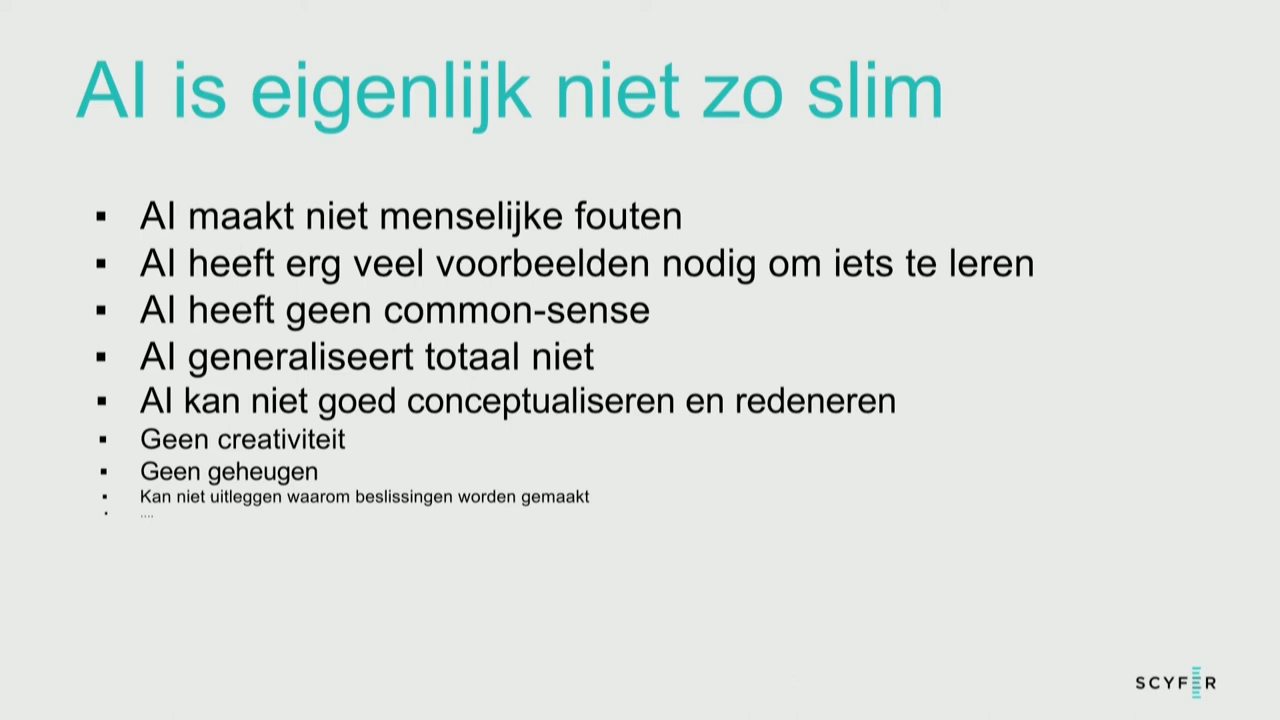 AI is eigenlijk niet zo slim
▪ AI maakt niet menselijke fouten
▪ AI heeft erg veel voorbeelden nodig om iets te leren
▪ AI heeft geen common-sense
▪ AI generaliseert totaal niet
▪ AI kan niet goed conceptualiseren en redeneren
▪ Geen creativiteit
▪ Geen geheugen
▪ Kan niet uitleggen waarom beslissingen worden gemaakt
▪ ....
SCYFER